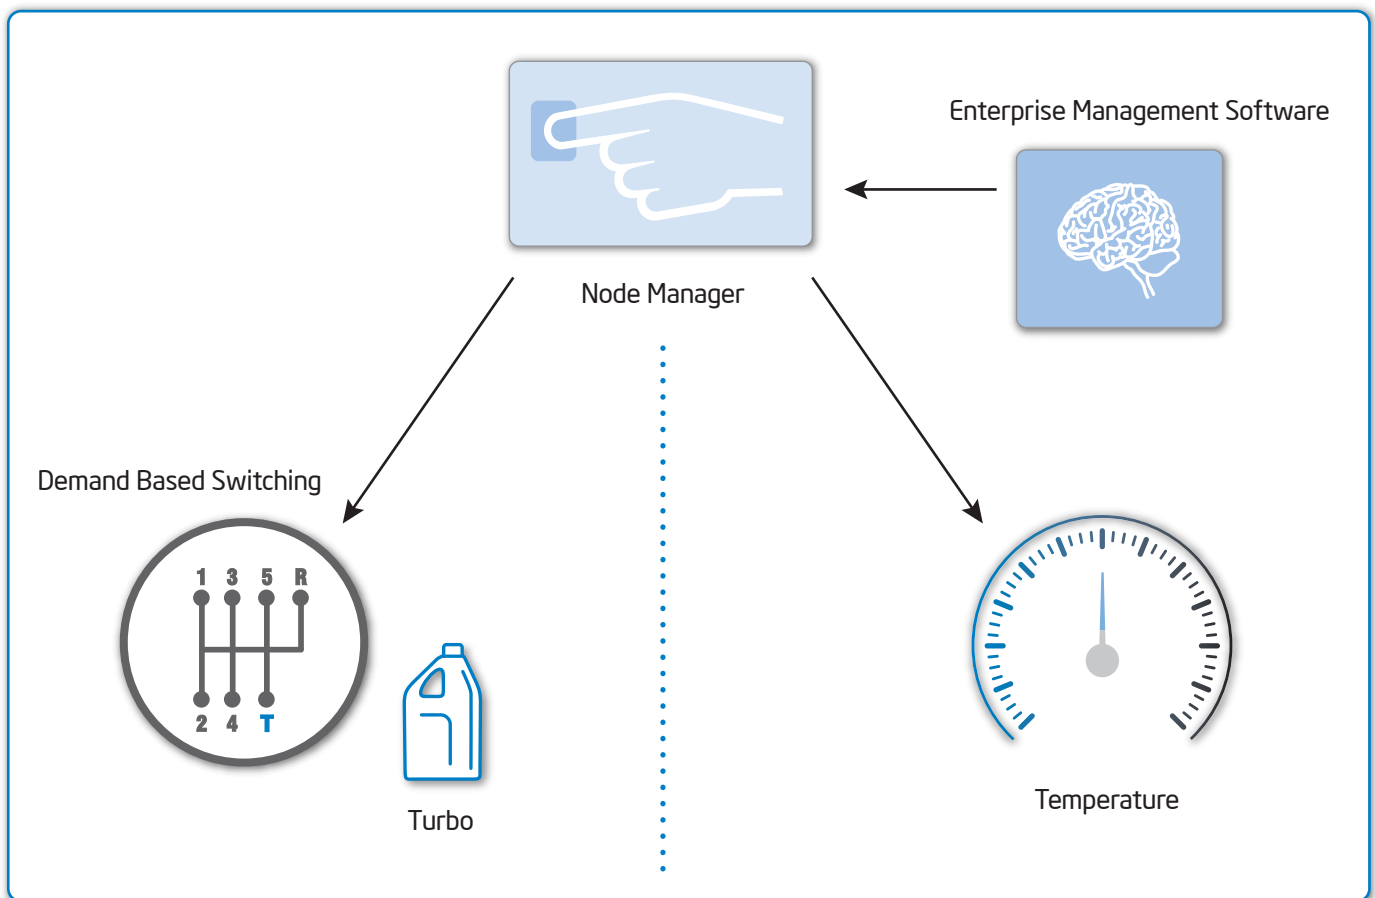 Enterprise Management Software
Node Manager
Demand Based Switching
1 3 5 R
2 4 T
Turbo
Temperature